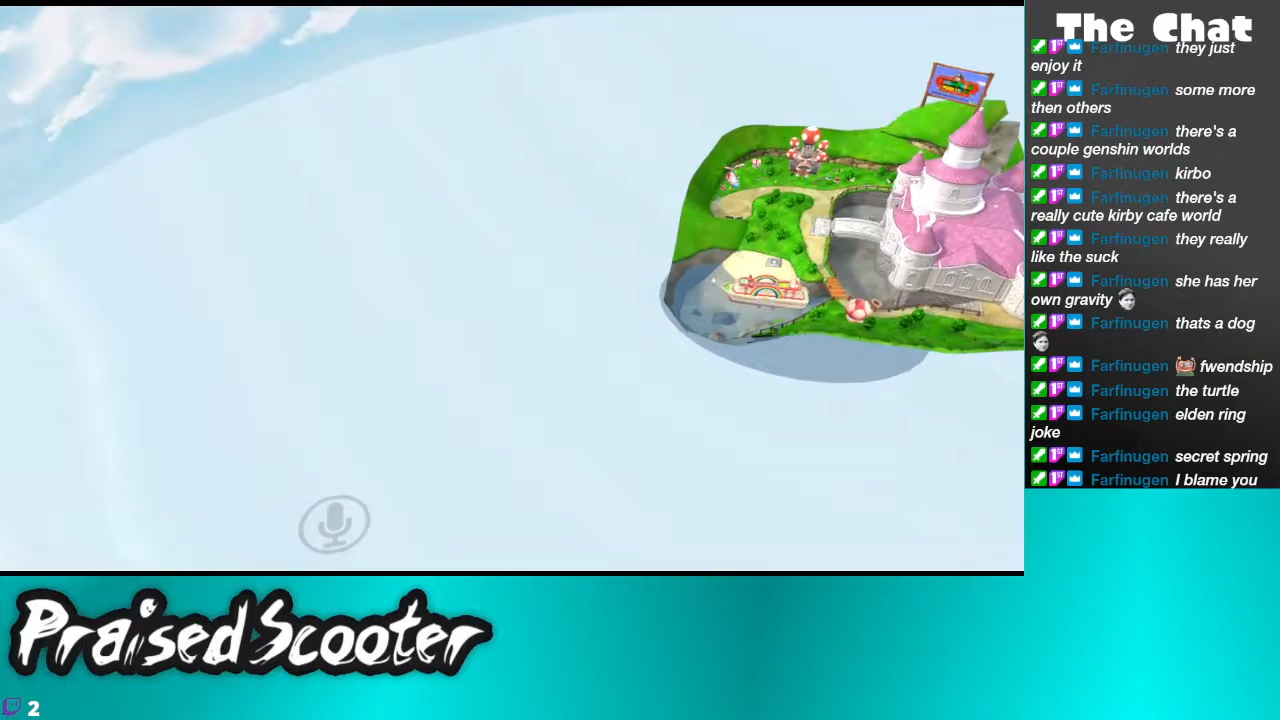 The Chat
Farfinugen they just
enjoy it
Farfinugen some more
then others
Farfinugen there's a
couple genshin worlds
Farfinugen kirbo
Farfinugen there's a
really cute kirby cafe world
Farfinugen they really
like the suck
Farfinugen she has her
own gravity
Farfinugen thats a dog
Farfinugen fwendship
Farfinugen the turtle
Farfinugen elden ring
joke
Farfinugen secret spring
Farfinugen I blame you
PraisedScooter
2